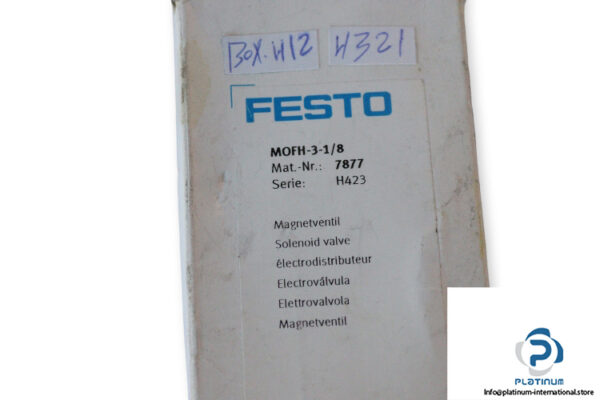 BOX.H12 H321
FESTO
MOFH-3-1/8
Mat.-Nr.: 7877
Serie: H423
Magnetventil
Solenoid valve
électrodistributeur
Electroválvula
Elettrovalvola
Magnetventil
PLATINUM
Info@platinum-international.store